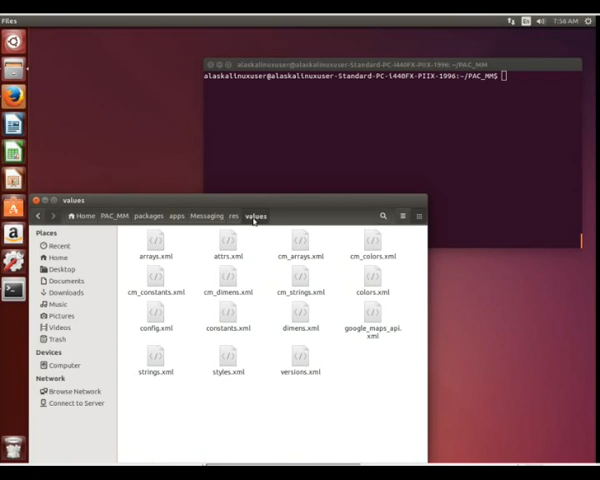 Files
En
7:56 AM
alaskalinuxuser@alaskalinuxuser-Standard-PC-i440FX-PIIX-1996: ~/PAC_MM
alaskalinuxuser@alaskalinuxuser-Standard-PC-i440FX-PIIX-1996:~/PAC_MM$
values
Home PAC_MM packages apps Messaging res values
Places
Recent
Home
Desktop
Documents
Downloads
Music
Pictures
Videos
Trash
Devices
Computer
Network
Browse Network
Connect to Server
arrays.xml attrs.xml cm_arrays.xml cm_colors.xml
cm_constants.xml cm_dimens.xml cm_strings.xml colors.xml
config.xml constants.xml dimens.xml google_maps_api.
xml
strings.xml styles.xml versions.xml